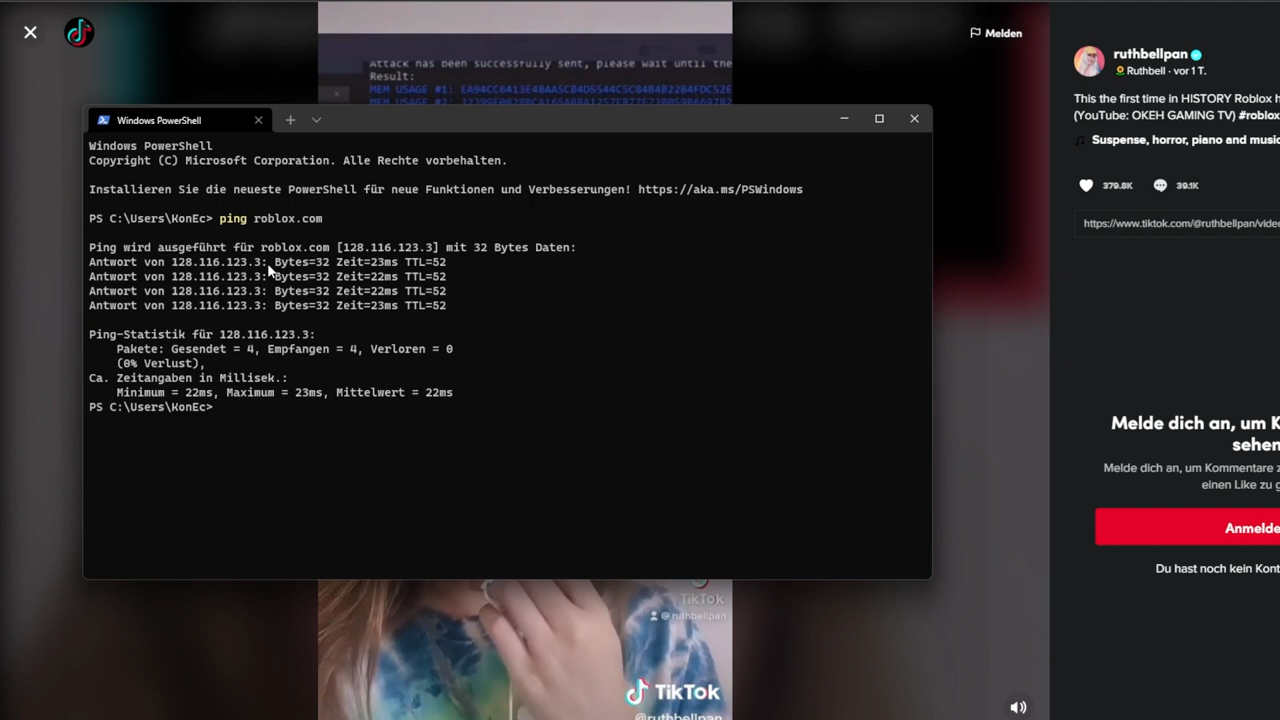 Melden
ruthbellpan
Ruthbell · vor 1 T.
This the first time in HISTORY Roblox h
(YouTube: OKEH GAMING TV) #roblox
Suspense, horror, piano and music
379.8K
39.1K
https://www.tiktok.com/@ruthbellpan/video
Attack has been successfully sent, please wait until the
Result:
Windows PowerShell
Windows PowerShell
Copyright (C) Microsoft Corporation. Alle Rechte vorbehalten.
Installieren Sie die neueste PowerShell für neue Funktionen und Verbesserungen! https://aka.ms/PSWindows
PS C:\Users\KonEc> ping roblox.com
Ping wird ausgeführt für roblox.com [128.116.123.3] mit 32 Bytes Daten:
Antwort von 128.116.123.3: Bytes=32 Zeit=23ms TTL=52
Antwort von 128.116.123.3: Bytes=32 Zeit=22ms TTL=52
Antwort von 128.116.123.3: Bytes=32 Zeit=22ms TTL=52
Antwort von 128.116.123.3: Bytes=32 Zeit=23ms TTL=52
Ping-Statistik für 128.116.123.3:
Pakete: Gesendet = 4, Empfangen = 4, Verloren = 0
(0% Verlust),
Ca. Zeitangaben in Millisek.:
Minimum = 22ms, Maximum = 23ms, Mittelwert = 22ms
PS C:\Users\KonEc>
Melde dich an, um K
sehen
Melde dich an, um Kommentare z
einen Like zu g
Anmelde
Du hast noch kein Kont
TikTok
@ruthbellpan
TikTok
@ruthbellpan